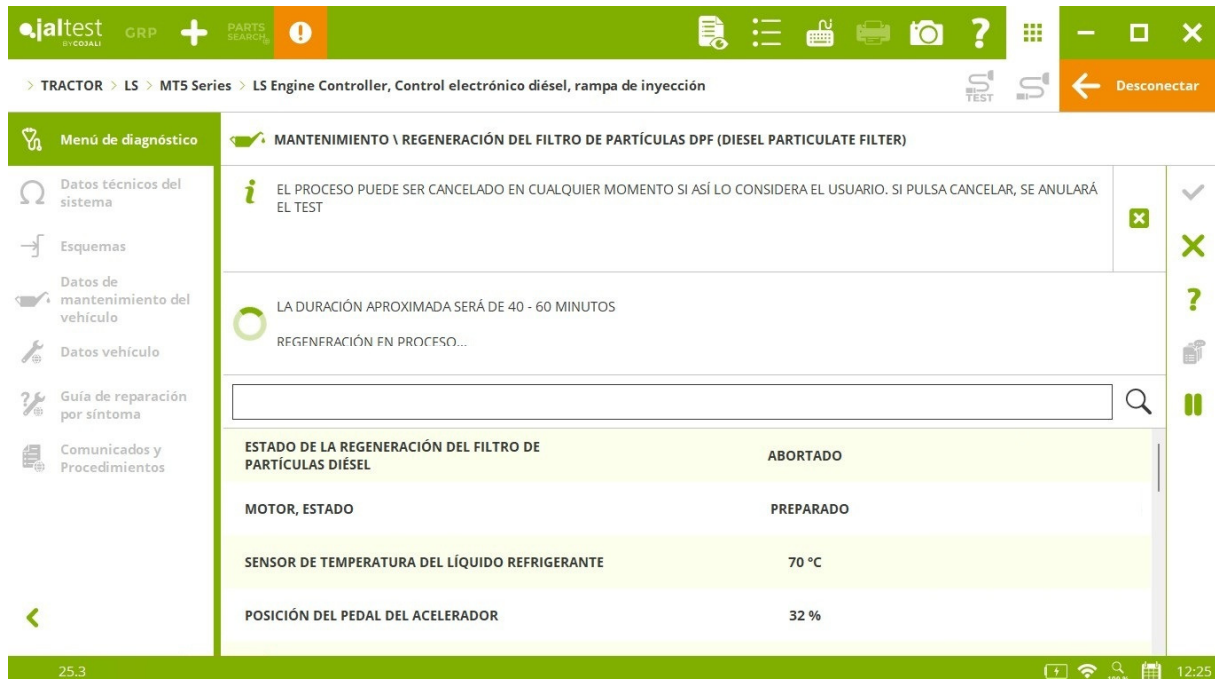 jaltest
BY COJALI
GRP
PARTS
SEARCH
> TRACTOR > LS > MT5 Series > LS Engine Controller, Control electrónico diésel, rampa de inyección
TEST
Desconectar
Menú de diagnóstico
MANTENIMIENTO \ REGENERACIÓN DEL FILTRO DE PARTÍCULAS DPF (DIESEL PARTICULATE FILTER)
Datos técnicos del
sistema
Esquemas
Datos de
mantenimiento del
vehículo
Datos vehículo
Guía de reparación
por síntoma
Comunicados y
Procedimientos
EL PROCESO PUEDE SER CANCELADO EN CUALQUIER MOMENTO SI ASÍ LO CONSIDERA EL USUARIO. SI PULSA CANCELAR, SE ANULARÁ
EL TEST
LA DURACIÓN APROXIMADA SERÁ DE 40 - 60 MINUTOS
REGENERACIÓN EN PROCESO...
ESTADO DE LA REGENERACIÓN DEL FILTRO DE
PARTÍCULAS DIÉSEL
ABORTADO
MOTOR, ESTADO
PREPARADO
SENSOR DE TEMPERATURA DEL LÍQUIDO REFRIGERANTE
70 °C
POSICIÓN DEL PEDAL DEL ACELERADOR
32 %
25.3
100 %
12:25